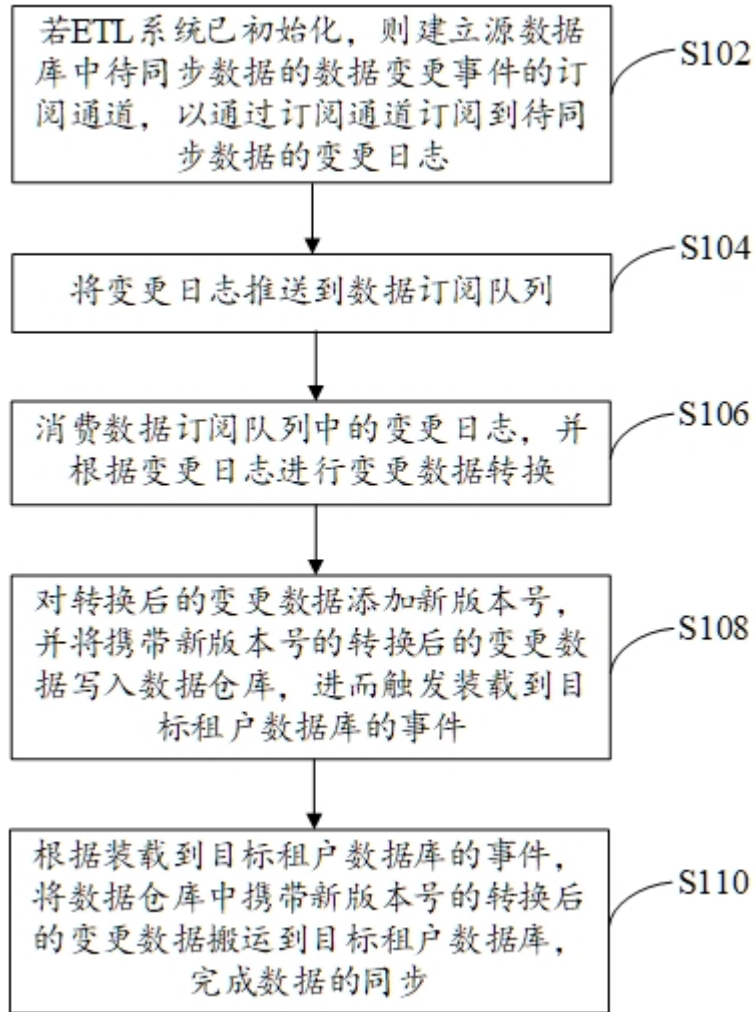 若ETL系统已初始化，则建立源数据
库中待同步数据的数据变更事件的订
阅通道，以通过订阅通道订阅到待同
步数据的变更日志
S102
将变更日志推送到数据订阅队列
S104
消费数据订阅队列中的变更日志，并
根据变更日志进行变更数据转换
S106
对转换后的变更数据添加新版本号，
并将携带新版本号的转换后的变更数
据写入数据仓库，进而触发装载到目
标租户数据库的事件
S108
根据装载到目标租户数据库的事件，
将数据仓库中携带新版本号的转换后
的变更数据搬运到目标租户数据库，
完成数据的同步
S110